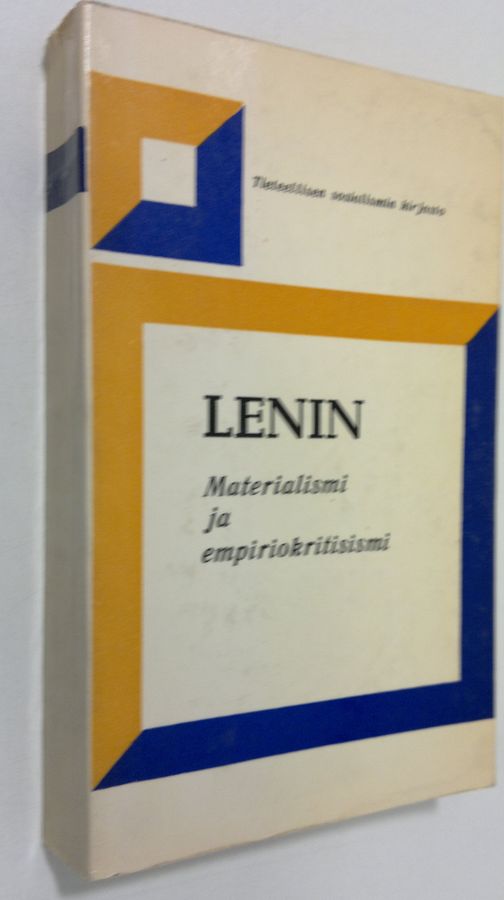 Tieteellisen sosialismin kirjasto
LENIN
Materialismi
ja
empiriokritisismi